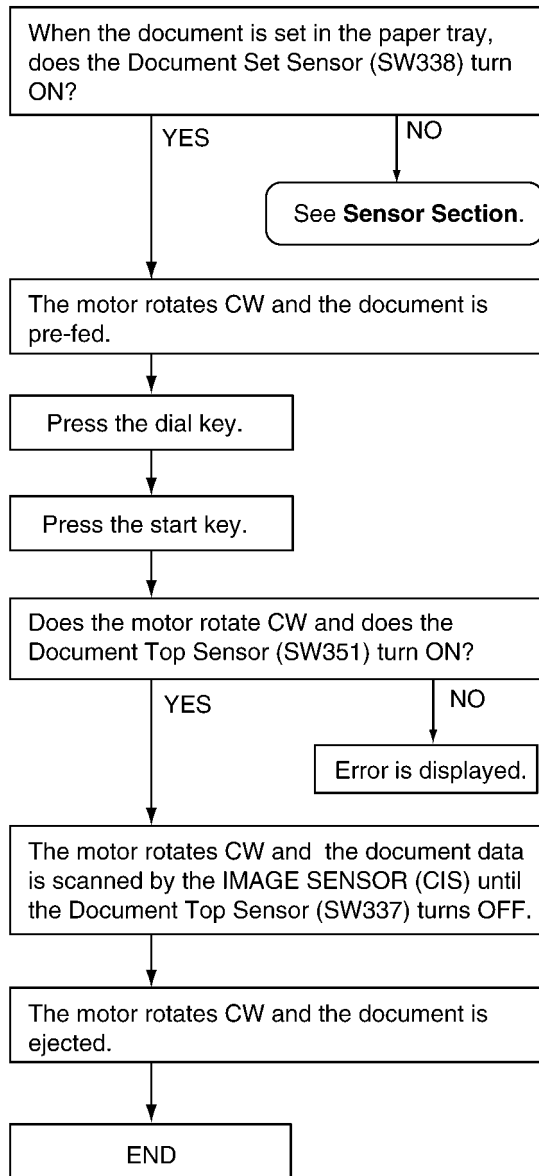 When the document is set in the paper tray,
does the Document Set Sensor (SW338) turn
ON?
YES
NO
See Sensor Section.
The motor rotates CW and the document is
pre-fed.
Press the dial key.
Press the start key.
Does the motor rotate CW and does the
Document Top Sensor (SW351) turn ON?
YES
NO
Error is displayed.
The motor rotates CW and  the document data
is scanned by the IMAGE SENSOR (CIS) until
the Document Top Sensor (SW337) turns OFF.
The motor rotates CW and the document is
ejected.
END